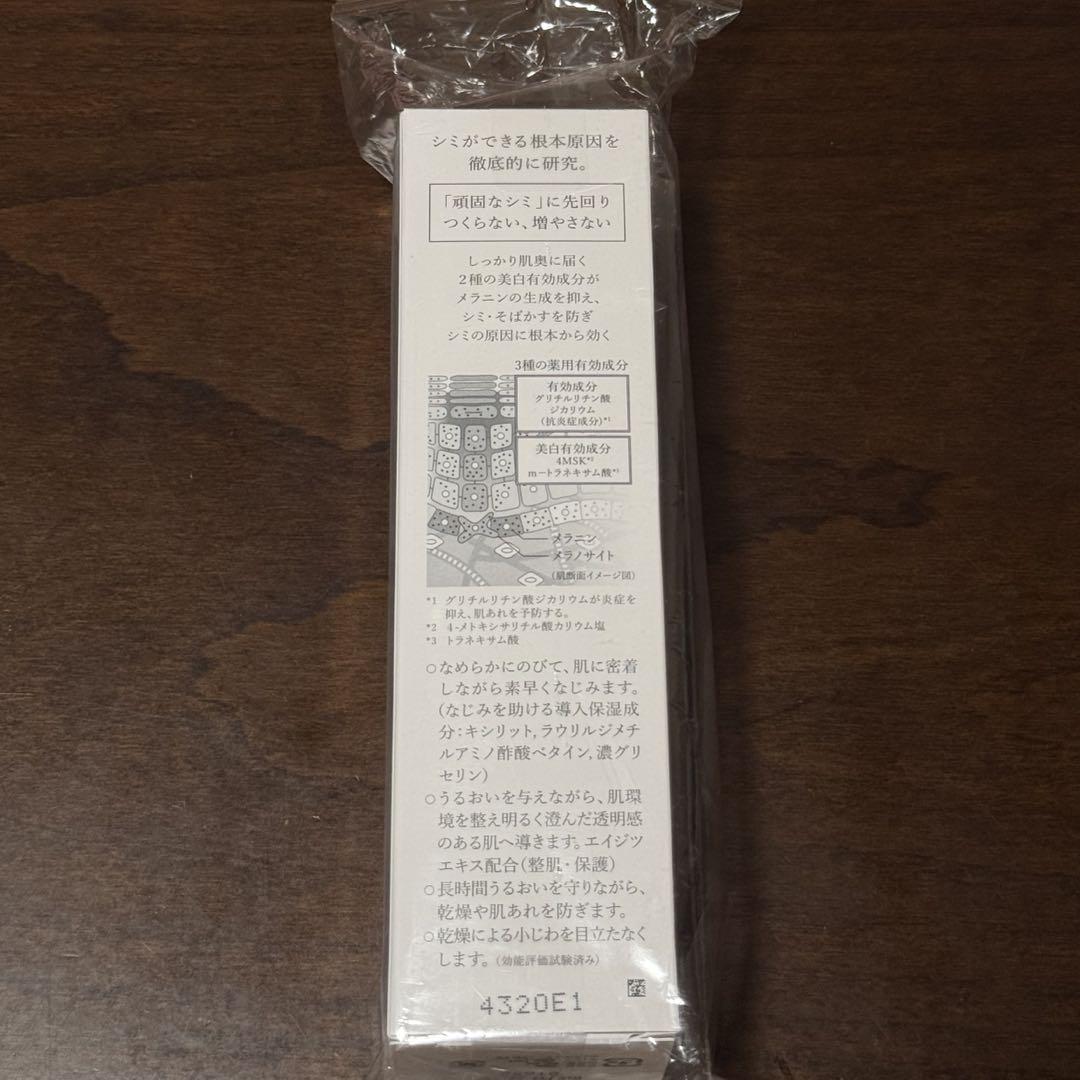 シミができる根本原因を
徹底的に研究。
「頑固なシミ」に先回り
つくらない、増やさない
しっかり肌奥に届く
2種の美白有効成分が
メラニンの生成を抑え、
シミ・そばかすを防ぎ
シミの原因に根本から効く
3種の薬用有効成分
有効成分
グリチルリチン酸
ジカリウム
（抗炎症成分）*1
美白有効成分
4MSK*2
m-トラネキサム酸*3
メラニン
メラノサイト
（肌断面イメージ図）
*1 グリチルリチン酸ジカリウムが炎症を
抑え、肌あれを予防する。
*2 4-メトキシサリチル酸カリウム塩
*3 トラネキサム酸
○なめらかにのびて、肌に密着
しながら素早くなじみます。
（なじみを助ける導入保湿成
分：キシリット，ラウリルジメチ
ルアミノ酢酸ベタイン，濃グリ
セリン）
○うるおいを与えながら、肌環
境を整え明るく澄んだ透明感
のある肌へ導きます。エイジツ
エキス配合（整肌・保護）
○長時間うるおいを守りながら、
乾燥や肌あれを防ぎます。
○乾燥による小じわを目立たなく
します。（効能評価試験済み）
4320E1